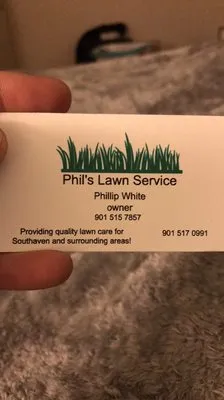 Phil's Lawn Service
Phillip White
owner
901 515 7857
Providing quality lawn care for
Southaven and surrounding areas!
901 517 0991